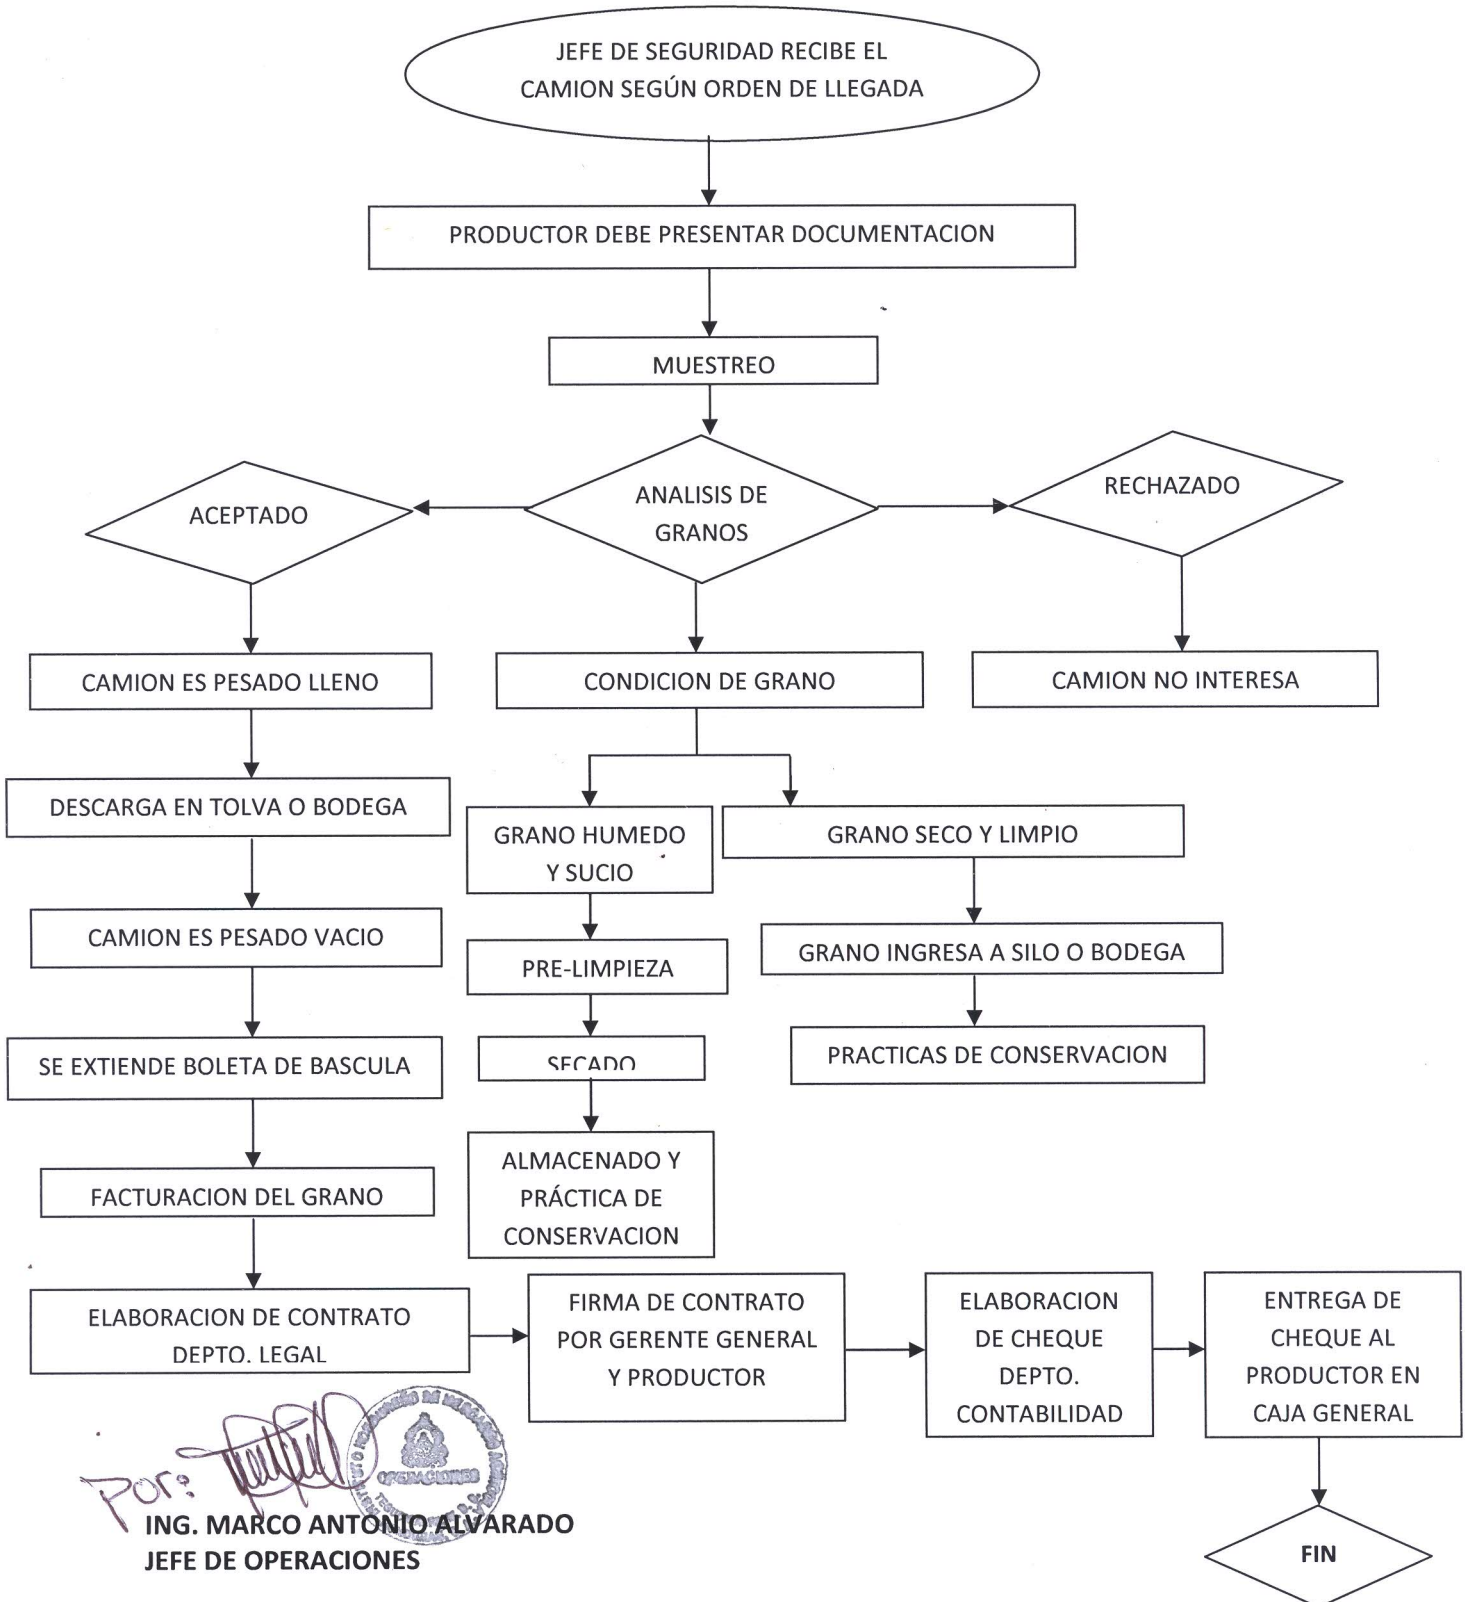 JEFE DE SEGURIDAD RECIBE EL
CAMION SEGÚN ORDEN DE LLEGADA
PRODUCTOR DEBE PRESENTAR DOCUMENTACION
MUESTREO
ANALISIS DE
GRANOS
ACEPTADO
RECHAZADO
CAMION ES PESADO LLENO
DESCARGA EN TOLVA O BODEGA
CAMION ES PESADO VACIO
SE EXTIENDE BOLETA DE BASCULA
FACTURACION DEL GRANO
ELABORACION DE CONTRATO
DEPTO. LEGAL
CONDICION DE GRANO
GRANO HUMEDO
Y SUCIO
PRE-LIMPIEZA
SECADO
ALMACENADO Y
PRÁCTICA DE
CONSERVACION
GRANO SECO Y LIMPIO
GRANO INGRESA A SILO O BODEGA
PRACTICAS DE CONSERVACION
CAMION NO INTERESA
FIRMA DE CONTRATO
POR GERENTE GENERAL
Y PRODUCTOR
ELABORACION
DE CHEQUE
DEPTO.
CONTABILIDAD
ENTREGA DE
CHEQUE AL
PRODUCTOR EN
CAJA GENERAL
FIN
Por:
OPERACIONES
ING. MARCO ANTONIO ALVARADO
JEFE DE OPERACIONES